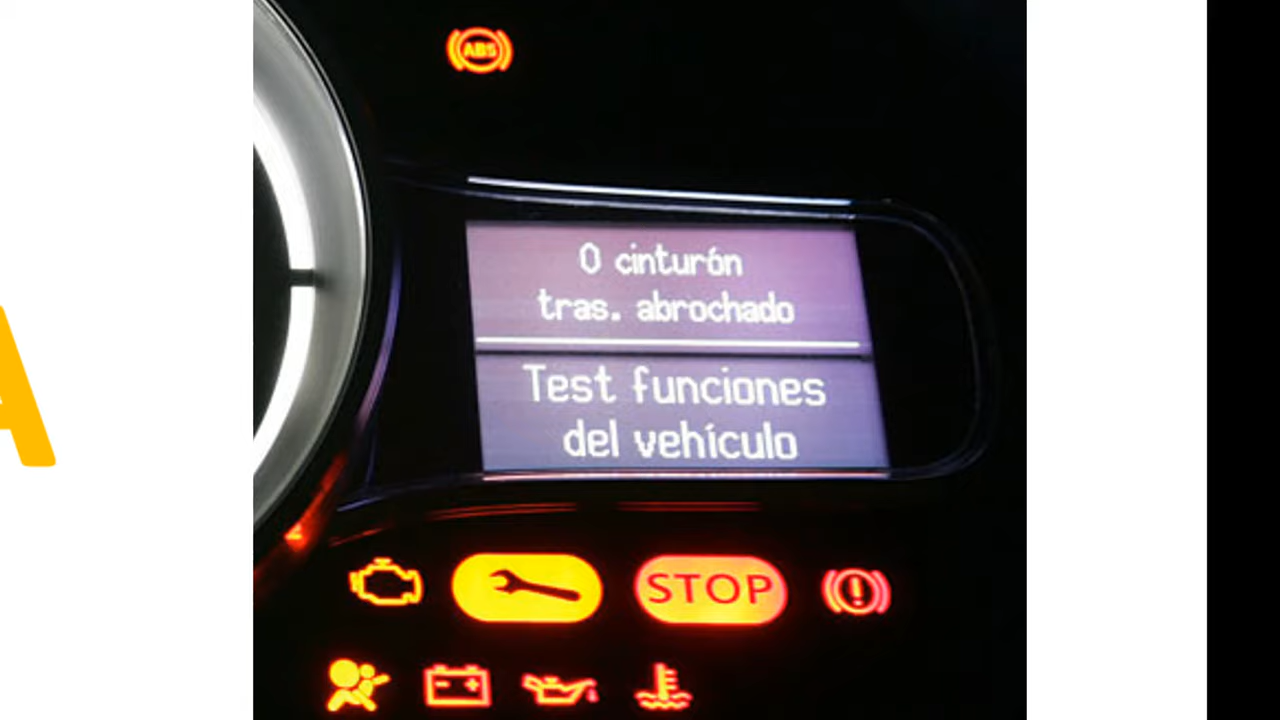 ABS
0 cinturón
tras. abrochado
Test funciones
del vehículo
STOP
A